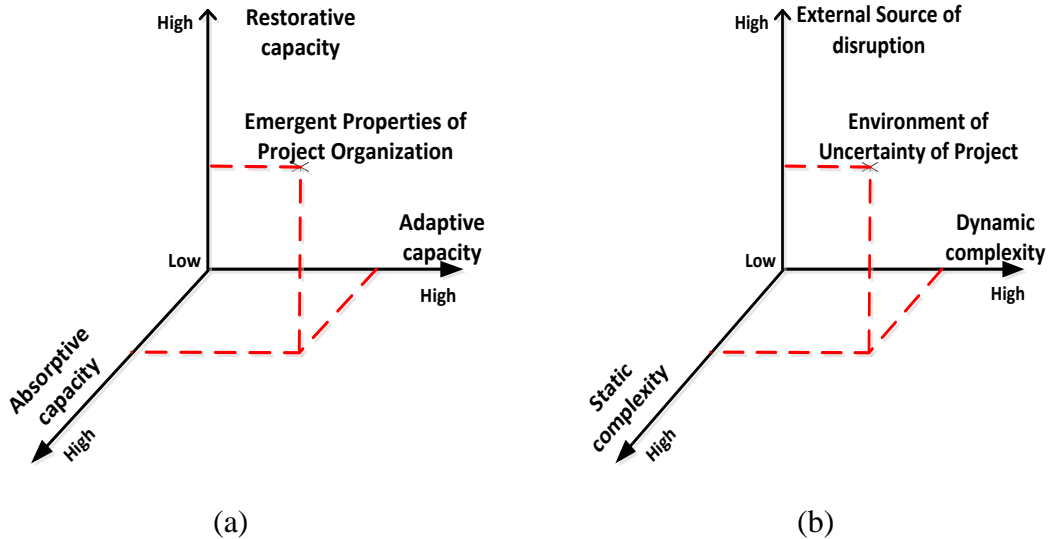 High
Restorative
capacity
Emergent Properties of
Project Organization
Adaptive
capacity
Low
High
Absorptive
capacity
High
(a)
High
External Source of
disruption
Environment of
Uncertainty of Project
Dynamic
complexity
Low
High
Static
complexity
High
(b)